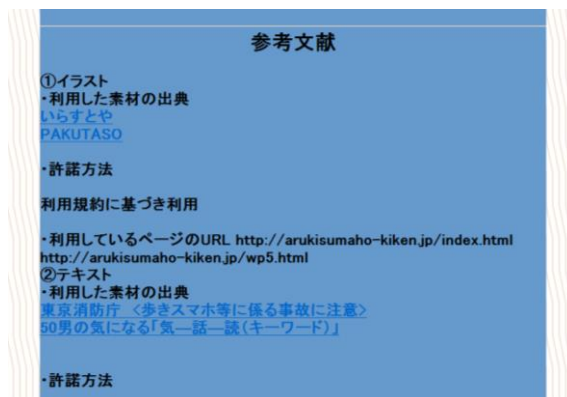 参考文献
①イラスト
・利用した素材の出典
いらすとや
PAKUTASO
・許諾方法
利用規約に基づき利用
・利用しているページのURL http://arukisumaho-kiken.jp/index.html
http://arukisumaho-kiken.jp/wp5.html
②テキスト
・利用した素材の出典
東京消防庁　<歩きスマホ等に係る事故に注意>
50男の気になる「気―話―読(キーワード)」
・許諾方法